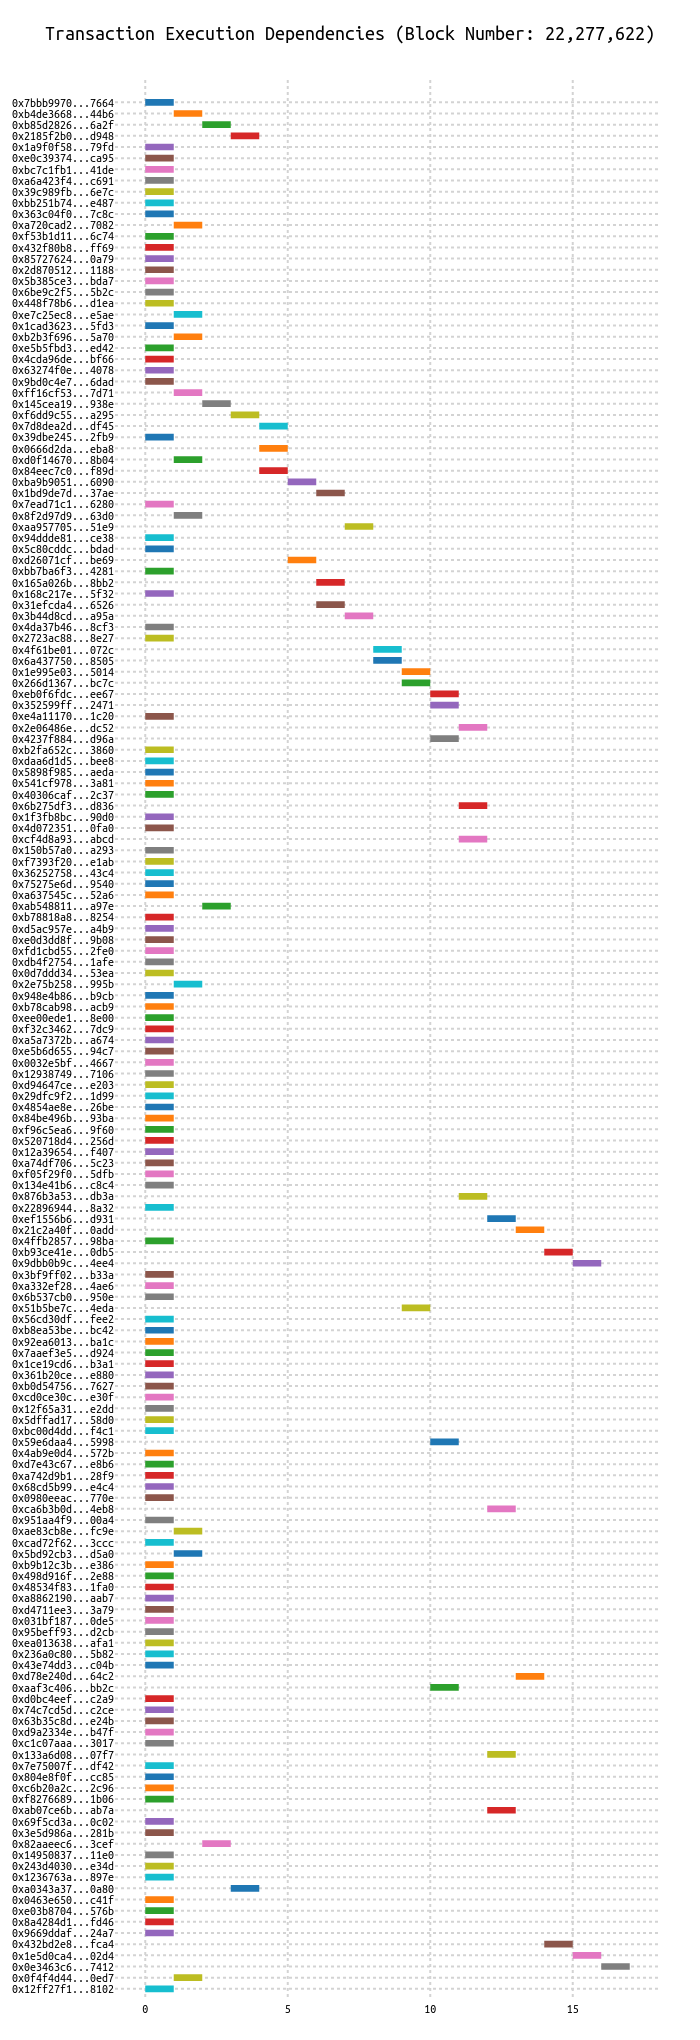 Transaction Execution Dependencies (Block Number: 22,277,622)
0x7bbb9970...7664
0xb4de3668...44b6
0xb85d2826...6a2f
0x2185f2b0...d948
0x1a9f0f58...79fd
0xe0c39374...ca95
0xbc7c1fb1...41de
0xa6a423f4...c691
0x39c989fb...6e7c
0xbb251b74...e487
0x363c04f0...7c8c
0xa720cad2...7082
0xf53b1d11...6c74
0x432f80b8...ff69
0x85727624...0a79
0x2d870512...1188
0x5b385ce3...bda7
0x6be9c2f5...5b2c
0x448f78b6...d1ea
0xe7c25ec8...e5ae
0x1cad3623...5fd3
0xb2b3f696...5a70
0xe5b5fbd3...ed42
0x4cda96de...bf66
0x63274f0e...4078
0x9bd0c4e7...6dad
0xff16cf53...7d71
0x145cea19...938e
0xf6dd9c55...a295
0x7d8dea2d...df45
0x39dbe245...2fb9
0x0666d2da...eba8
0xd0f14670...8b04
0x84eec7c0...f89d
0xba9b9051...6090
0x1bd9de7d...37ae
0x7ead71c1...6280
0x8f2d97d9...63d0
0xaa957705...51e9
0x94ddde81...ce38
0x5c80cddc...bdad
0xd26071cf...be69
0xbb7ba6f3...4281
0x165a026b...8bb2
0x168c217e...5f32
0x31efcda4...6526
0x3b44d8cd...a95a
0x4da37b46...8cf3
0x2723ac88...8e27
0x4f61be01...072c
0x6a437750...8505
0x1e995e03...5014
0x266d1367...bc7c
0xeb0f6fdc...ee67
0x352599ff...2471
0xe4a11170...1c20
0x2e06486e...dc52
0x4237f884...d96a
0xb2fa652c...3860
0xdaa6d1d5...bee8
0x5898f985...aeda
0x541cf978...3a81
0x40306caf...2c37
0x6b275df3...d836
0x1f3fb8bc...90d0
0x4d072351...0fa0
0xcf4d8a93...abcd
0x150b57a0...a293
0xf7393f20...e1ab
0x36252758...43c4
0x75275e6d...9540
0xa637545c...52a6
0xab548811...a97e
0xb78818a8...8254
0xd5ac957e...a4b9
0xe0d3dd8f...9b08
0xfd1cbd55...2fe0
0xdb4f2754...1afe
0x0d7ddd34...53ea
0x2e75b258...995b
0x948e4b86...b9cb
0xb78cab98...acb9
0xee00ede1...8e00
0xf32c3462...7dc9
0xa5a7372b...a674
0xe5b6d655...94c7
0x0032e5bf...4667
0x12938749...7106
0xd94647ce...e203
0x29dfc9f2...1d99
0x4854ae8e...26be
0x84be496b...93ba
0xf96c5ea6...9f60
0x520718d4...256d
0x12a39654...f407
0xa74df706...5c23
0xf05f29f0...5dfb
0x134e41b6...c8c4
0x876b3a53...db3a
0x22896944...8a32
0xef1556b6...d931
0x21c2a40f...0add
0x4ffb2857...98ba
0xb93ce41e...0db5
0x9dbb0b9c...4ee4
0x3bf9ff02...b33a
0xa332ef28...4ae6
0x6b537cb0...950e
0x51b5be7c...4eda
0x56cd30df...fee2
0xb8ea53be...bc42
0x92ea6013...ba1c
0x7aaef3e5...d924
0x1ce19cd6...b3a1
0x361b20ce...e880
0xb0d54756...7627
0xcd0ce30c...e30f
0x12f65a31...e2dd
0x5dffad17...58d0
0xbc00d4dd...f4c1
0x59e6daa4...5998
0x4ab9e0d4...572b
0xd7e43c67...e8b6
0xa742d9b1...28f9
0x68cd5b99...e4c4
0x0980eeac...770e
0xca6b3b0d...4eb8
0x951aa4f9...00a4
0xae83cb8e...fc9e
0xcad72f62...3ccc
0x5bd92cb3...d5a0
0xb9b12c3b...e386
0x498d916f...2e88
0x48534f83...1fa0
0xa8862190...aab7
0xd4711ee3...3a79
0x031bf187...0de5
0x95beff93...d2cb
0xea013638...afa1
0x236a0c80...5b82
0x43e74dd3...c04b
0xd78e240d...64c2
0xaaf3c406...bb2c
0xd0bc4eef...c2a9
0x74c7cd5d...c2ce
0x63b35c8d...e24b
0xd9a2334e...b47f
0xc1c07aaa...3017
0x133a6d08...07f7
0x7e75007f...df42
0x804e8f0f...cc85
0xc6b20a2c...2c96
0xf8276689...1b06
0xab07ce6b...ab7a
0x69f5cd3a...0c02
0x3e5d986a...281b
0x82aaeec6...3cef
0x14950837...11e0
0x243d4030...e34d
0x1236763a...897e
0xa0343a37...0a80
0x0463e650...c41f
0xe03b8704...576b
0x8a4284d1...fd46
0x9669ddaf...24a7
0x432bd2e8...fca4
0x1e5d0ca4...02d4
0x0e3463c6...7412
0x0f4f4d44...0ed7
0x12ff27f1...8102
0 5 10 15